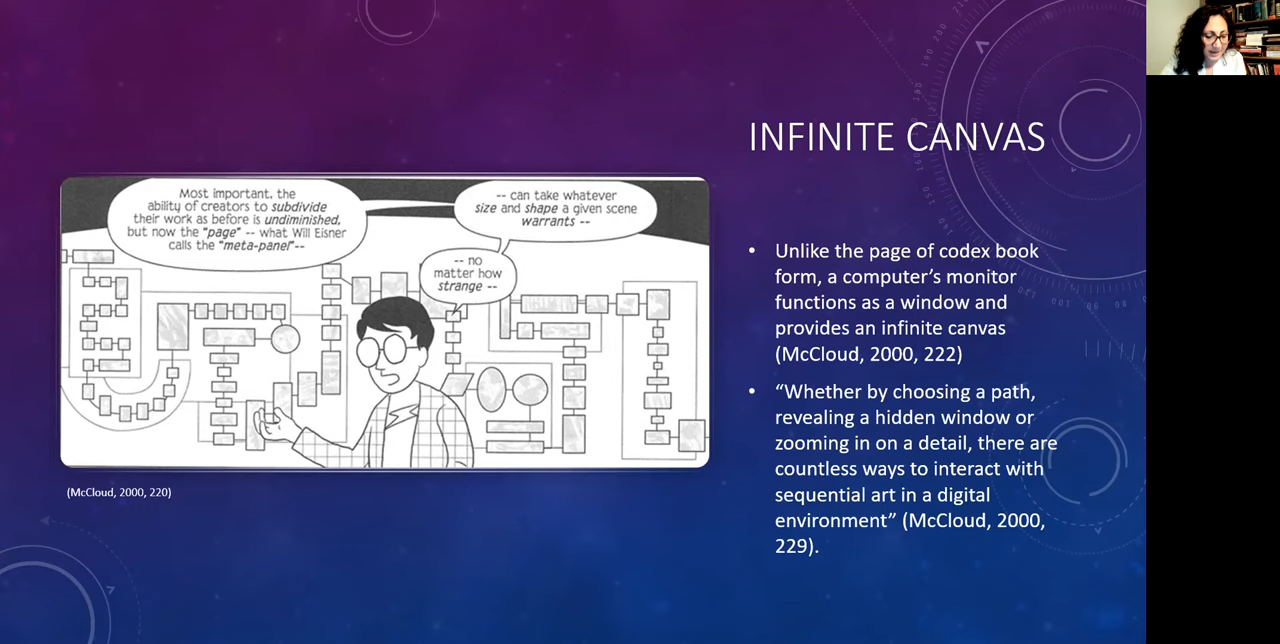 INFINITE CANVAS
Most important, the
ability of creators to subdivide
their work as before is undiminished,
but now the "page" -- what Will Eisner
calls the "meta-panel"--
-- can take whatever
size and shape a given scene
warrants --
-- no
matter how
strange --
(McCloud, 2000, 220)
• Unlike the page of codex book
form, a computer’s monitor
functions as a window and
provides an infinite canvas
(McCloud, 2000, 222)
• “Whether by choosing a path,
revealing a hidden window or
zooming in on a detail, there are
countless ways to interact with
sequential art in a digital
environment” (McCloud, 2000,
229).